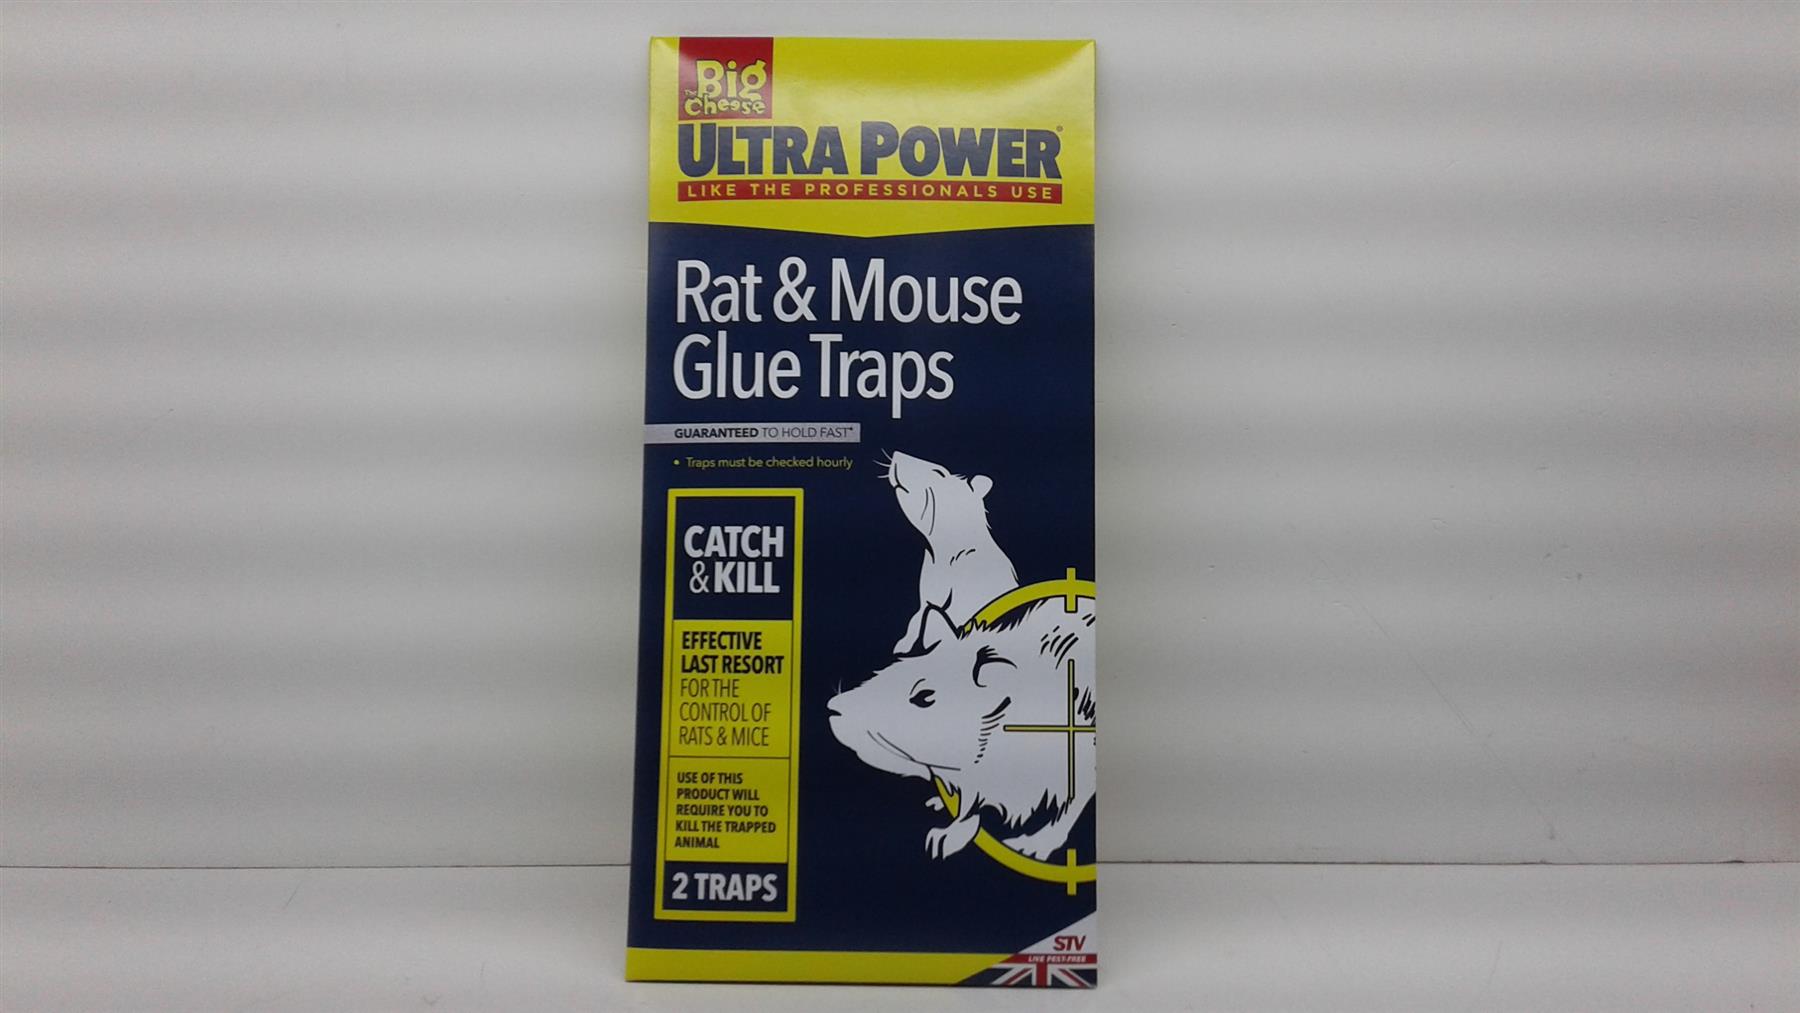 The Big
Cheese
ULTRA POWER®
LIKE THE PROFESSIONALS USE
Rat & Mouse
Glue Traps
GUARANTEED TO HOLD FAST*
• Traps must be checked hourly
CATCH
& KILL
EFFECTIVE
LAST RESORT
FOR THE
CONTROL OF
RATS & MICE
USE OF THIS
PRODUCT WILL
REQUIRE YOU TO
KILL THE TRAPPED
ANIMAL
2 TRAPS
STV
LIVE PEST-FREE